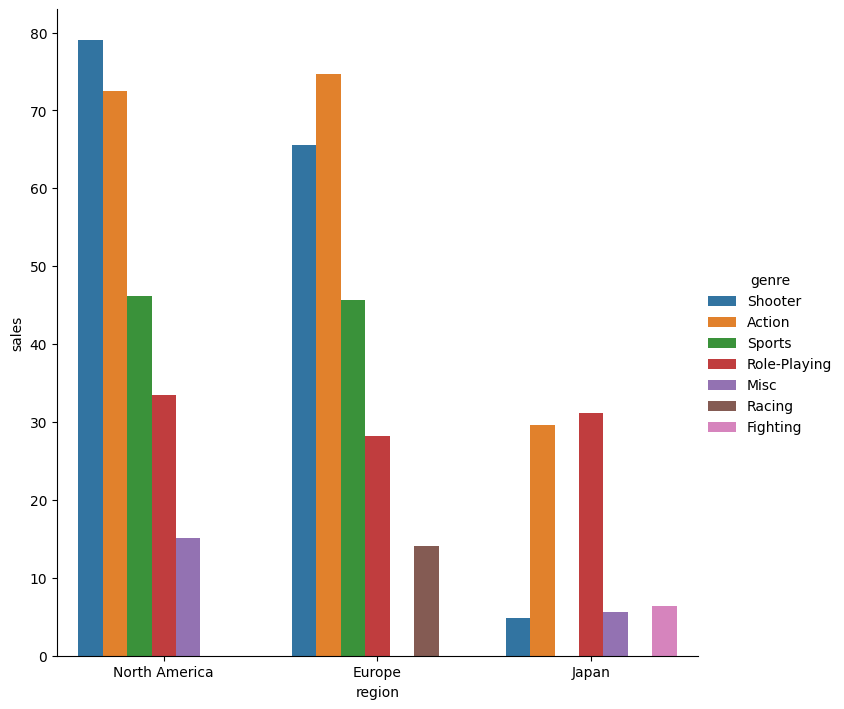 80
70
60
50
40
30
20
10
0
sales
North America
Europe
Japan
region
genre
Shooter
Action
Sports
Role-Playing
Misc
Racing
Fighting